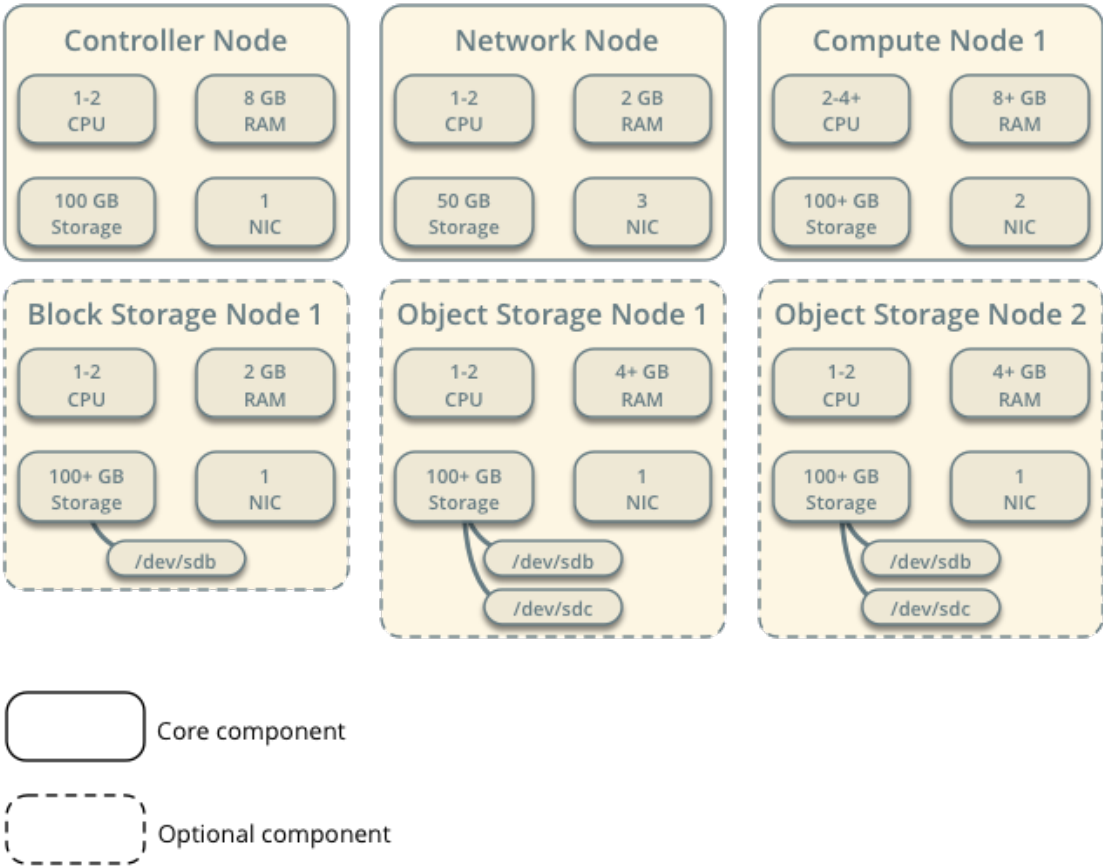 Controller Node
1-2
CPU
8 GB
RAM
100 GB
Storage
1
NIC
Network Node
1-2
CPU
2 GB
RAM
50 GB
Storage
3
NIC
Compute Node 1
2-4+
CPU
8+ GB
RAM
100+ GB
Storage
2
NIC
Block Storage Node 1
1-2
CPU
2 GB
RAM
100+ GB
Storage
1
NIC
/dev/sdb
Object Storage Node 1
1-2
CPU
4+ GB
RAM
100+ GB
Storage
1
NIC
/dev/sdb
/dev/sdc
Object Storage Node 2
1-2
CPU
4+ GB
RAM
100+ GB
Storage
1
NIC
/dev/sdb
/dev/sdc
Core component
Optional component